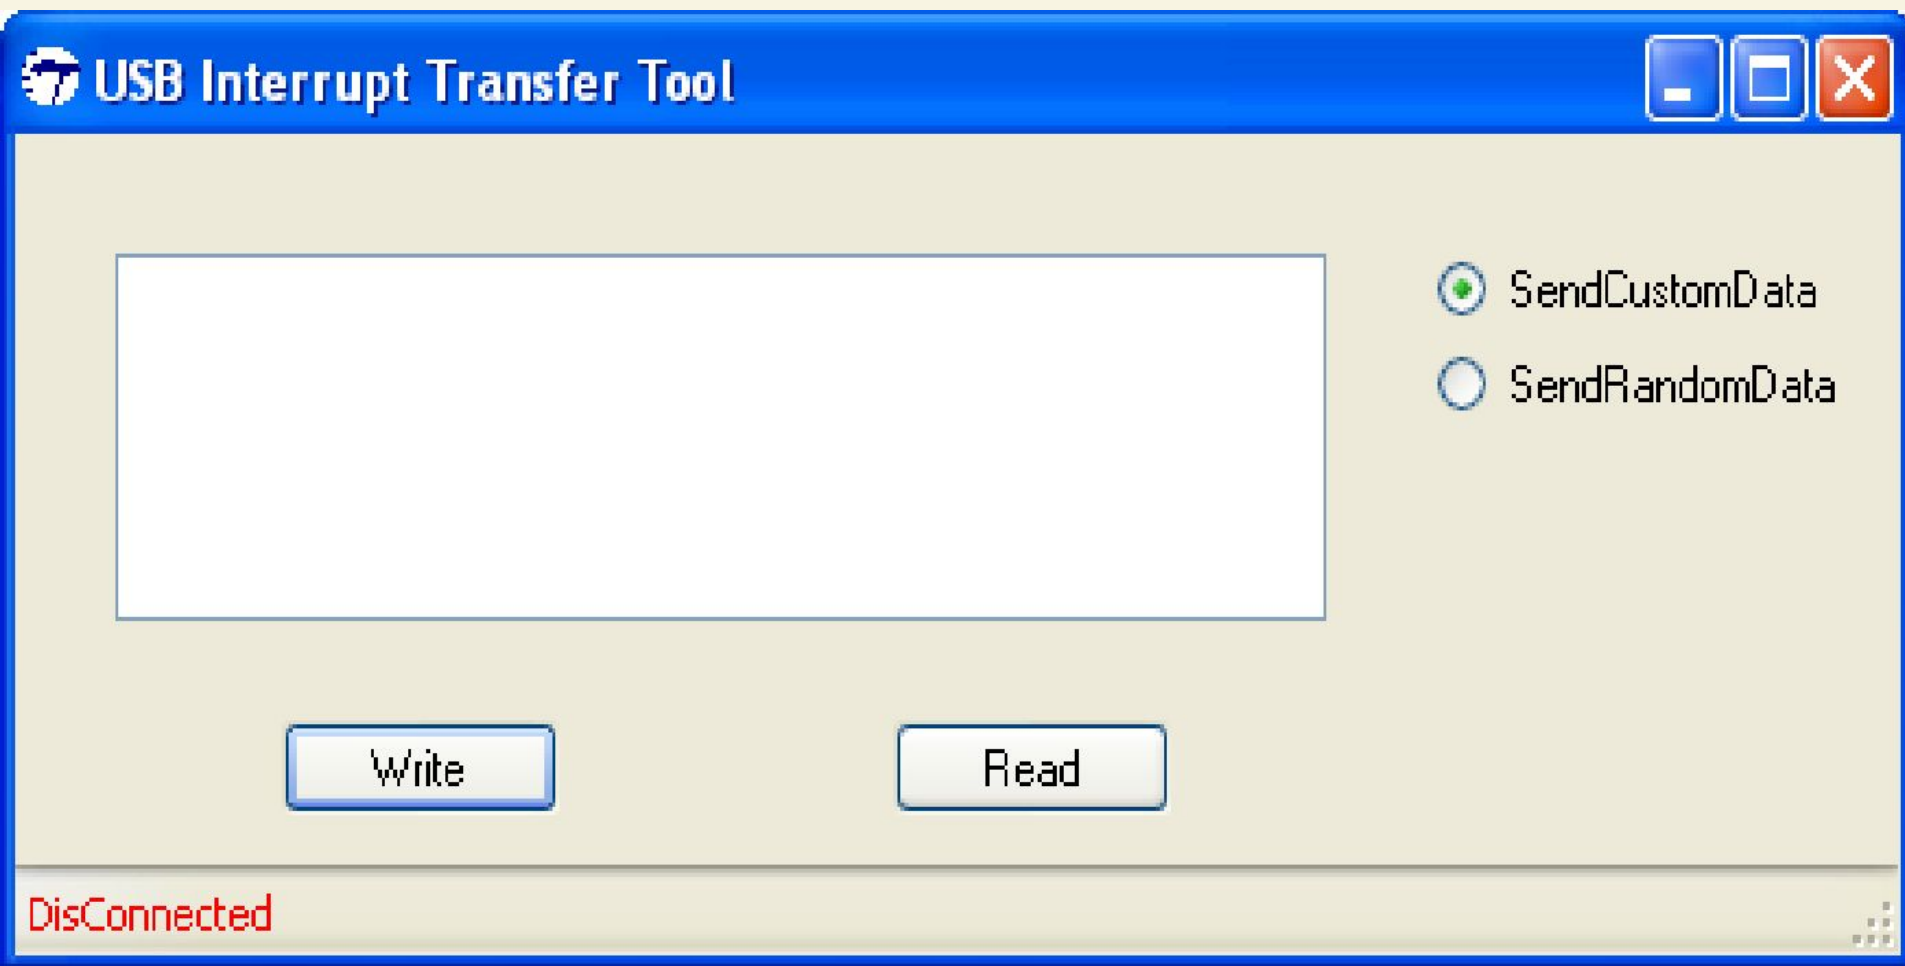 USB Interrupt Transfer Tool
SendCustomData
SendRandomData
Write Read
DisConnected